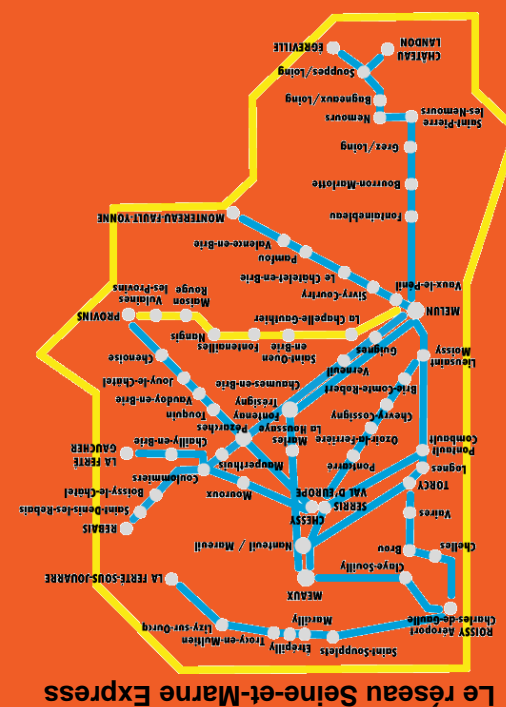 Le réseau Seine-et-Marne Express
Saint-Soupplets
Etrépilly
Marcilly
Trocy-en-Multien
Lizy-sur-Ourcq
ROISSY Aéroport
Charles-de-Gaulle
LA FERTE-SOUS-JOUARRE
MEAUX
Claye-Souilly
Chelles
Brou
Nanteuil / Mareuil
Vaires
TORCY
Lognes
CHESSY
SERRIS
VAL D'EUROPE
REBAIS
Saint-Denis-les-Rebais
Boissy-le-Châtel
Mouroux
Coulommiers
LA FERTÉ
GAUCHER
Chailly-en-Brie
Mauperthuis
Pontault
Combault
Pontcarré
Ozoir-la-Ferrière
Marles
La Houssaye
Fontenay
Trésigny
Pézarches
Touquin
Vaudoy-en-Brie
Jouy-le-Châtel
Chevry-Cossigny
Brie-Comte-Robert
Chaumes-en-Brie
Lieusaint
Moissy
Verneuil
Guignes
Chenoise
Saint-Ouen
en-Brie
Fontenailles
Nangis
La Chapelle-Gauthier
PROVINS
Maison
Rouge
Vulaines
les-Provins
MELUN
Vaux-le-Pénil
Sivry-Courtry
Le Châtelet-en-Brie
Pamfou
Valence-en-Brie
MONTEREAU-FAULT-YONNE
Fontainebleau
Bourron-Marlotte
Grez/Loing
Saint-Pierre
les-Nemours
Nemours
Bagneaux/Loing
Souppes/Loing
CHÂTEAU
LANDON
ÉGREVILLE